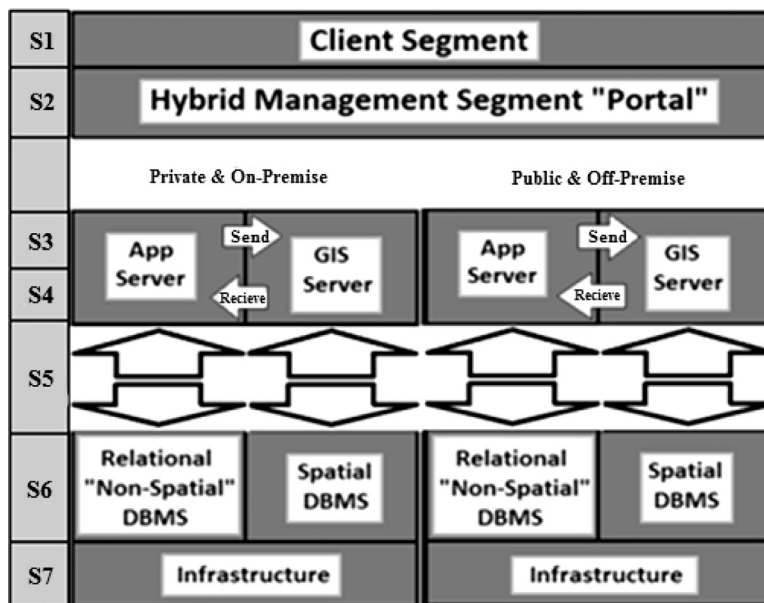 S1
Client Segment
S2
Hybrid Management Segment "Portal"
Private & On-Premise
Public & Off-Premise
S3
S4
App
Server
Send
Recieve
GIS
Server
App
Server
Send
Recieve
GIS
Server
S5
S6
Relational
"Non-Spatial"
DBMS
Spatial
DBMS
Relational
"Non-Spatial"
DBMS
Spatial
DBMS
S7
Infrastructure
Infrastructure